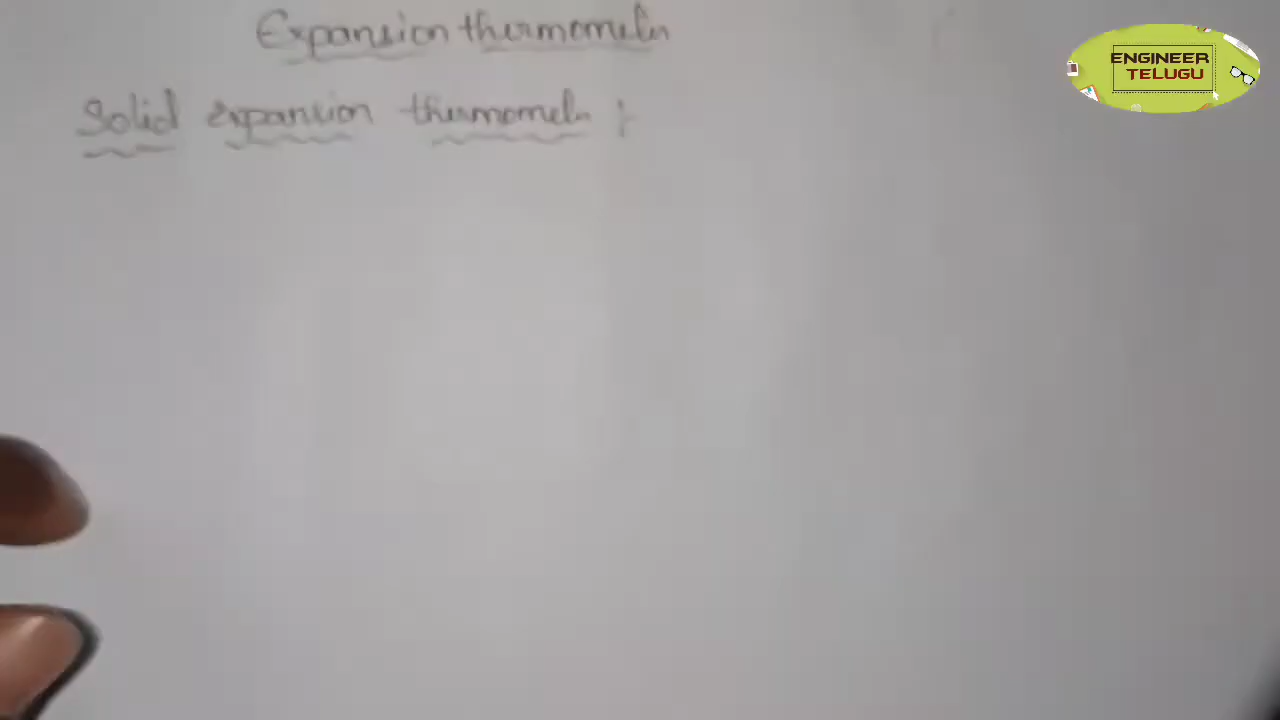 Expansion thermometer
Solid expansion thermometer :
ENGINEER
TELUGU